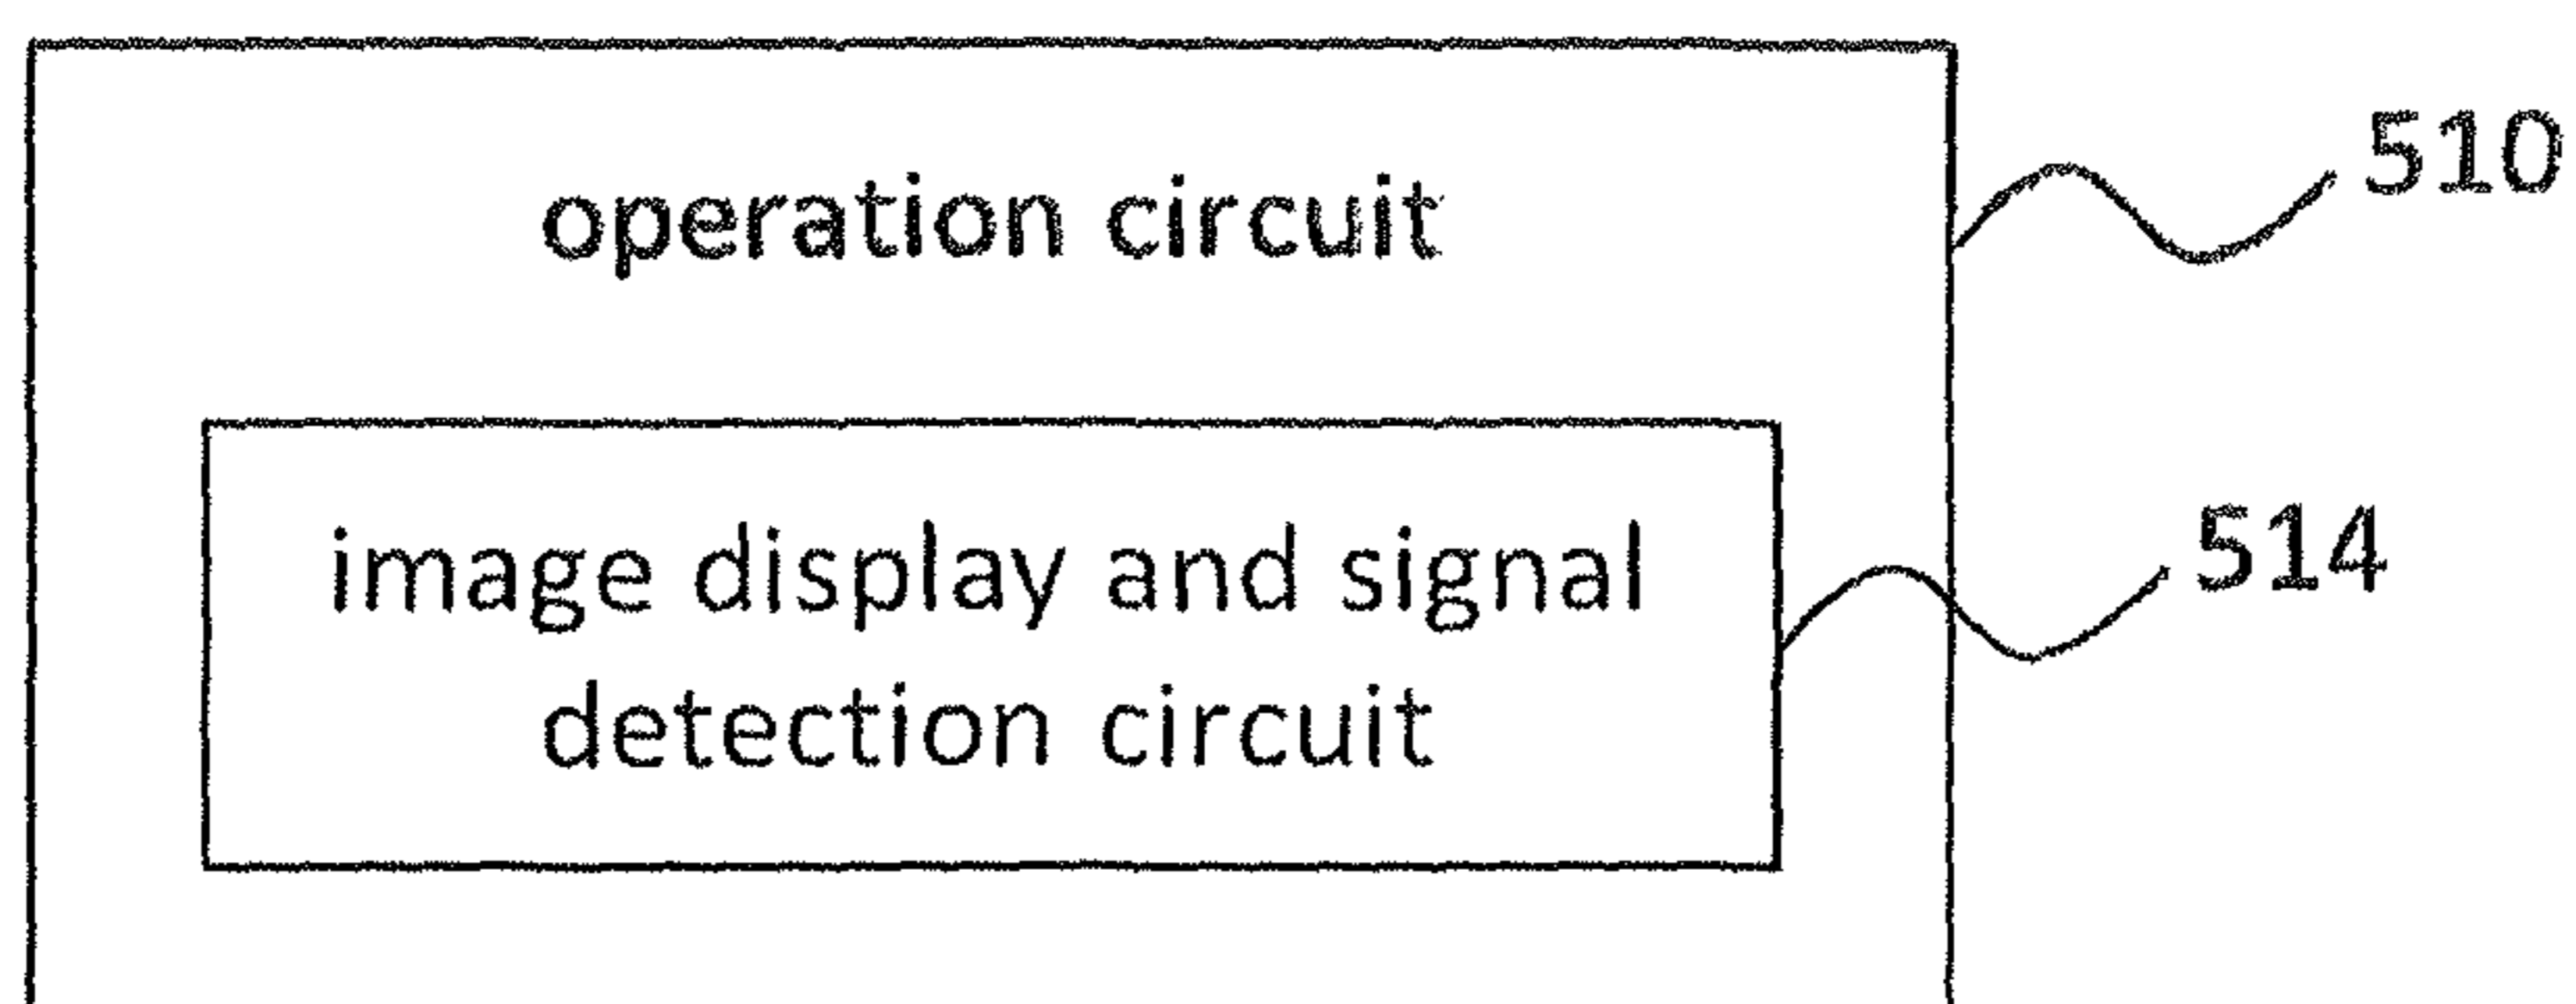 operation circuit
510
image display and signal
detection circuit
514